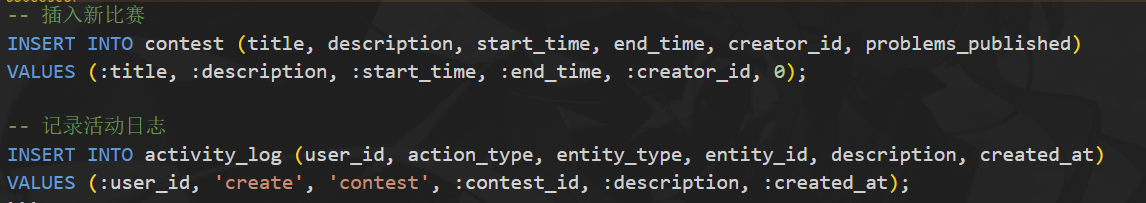 -- 插入新比赛
INSERT INTO contest (title, description, start_time, end_time, creator_id, problems_published)
VALUES (:title, :description, :start_time, :end_time, :creator_id, 0);
-- 记录活动日志
INSERT INTO activity_log (user_id, action_type, entity_type, entity_id, description, created_at)
VALUES (:user_id, 'create', 'contest', :contest_id, :description, :created_at);